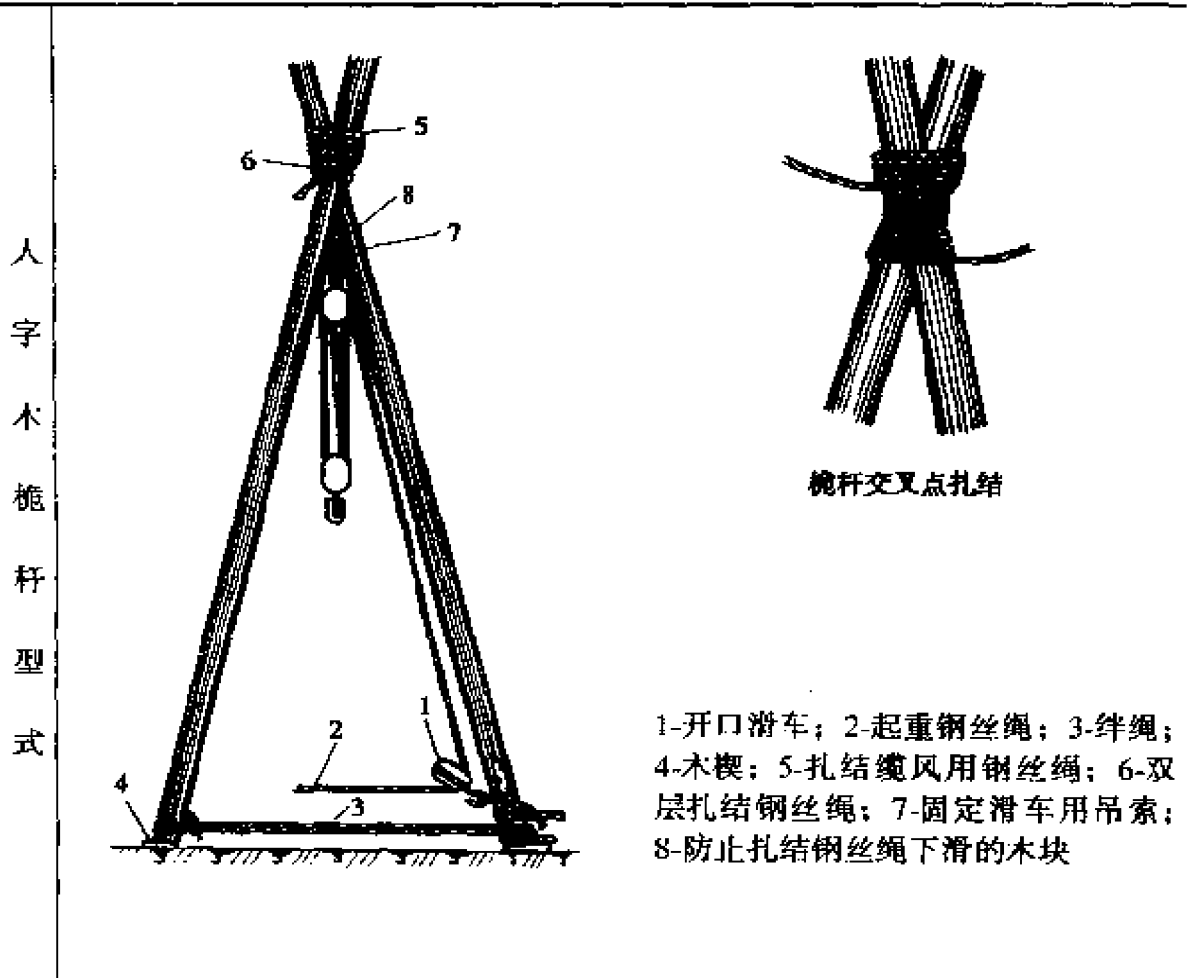 人字木桅杆型式
5
6
8
7
桅杆交叉点扎结
1
2
4
3
1-开口滑车；2-起重钢丝绳；3-绊绳；
4-木楔；5-扎结缆风用钢丝绳；6-双
层扎结钢丝绳；7-固定滑车用吊索；
8-防止扎结钢丝绳下滑的木块